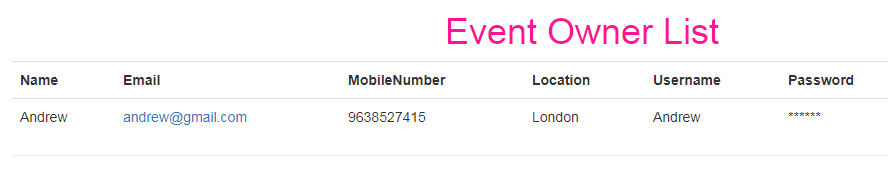 Event Owner List
Name Email MobileNumber Location Username Password
Andrew andrew@gmail.com 9638527415 London Andrew ******